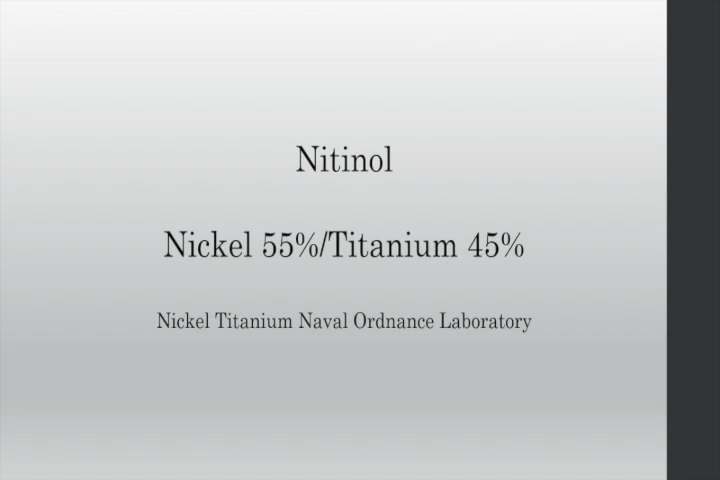 Nitinol
Nickel 55%/Titanium 45%
Nickel Titanium Naval Ordnance Laboratory